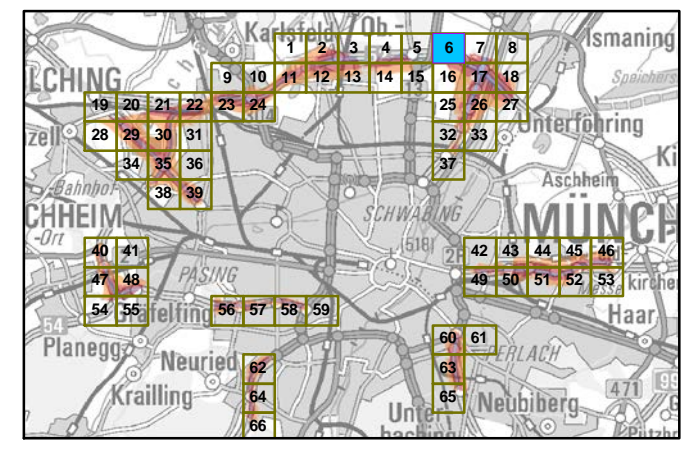 Karlsfeld
Ob.-
Ismaning
1 2 3 4 5 6 7 8
LCHING
9 10 11 12 13 14 15 16 17 18
19 20 21 22 23 24 25 26 27
Unterföhring
zell
28 29 30 31 32 33
34 35 36 37
Ki
Aschheim
-Bahnhof-
38 39
SCHWABING
MÜNCH
CHHEIM
-Ort
(518)
40 41 42 43 44 45 46
PASING
47 48 49 50 51 52 53
Messe
kirche
54 55 56 57 58 59
Haar
54
Planegg
60 61
ERLACH
Neuried
62 63
471
Krailling
64 65
Neubiberg
Unter-
haching
66